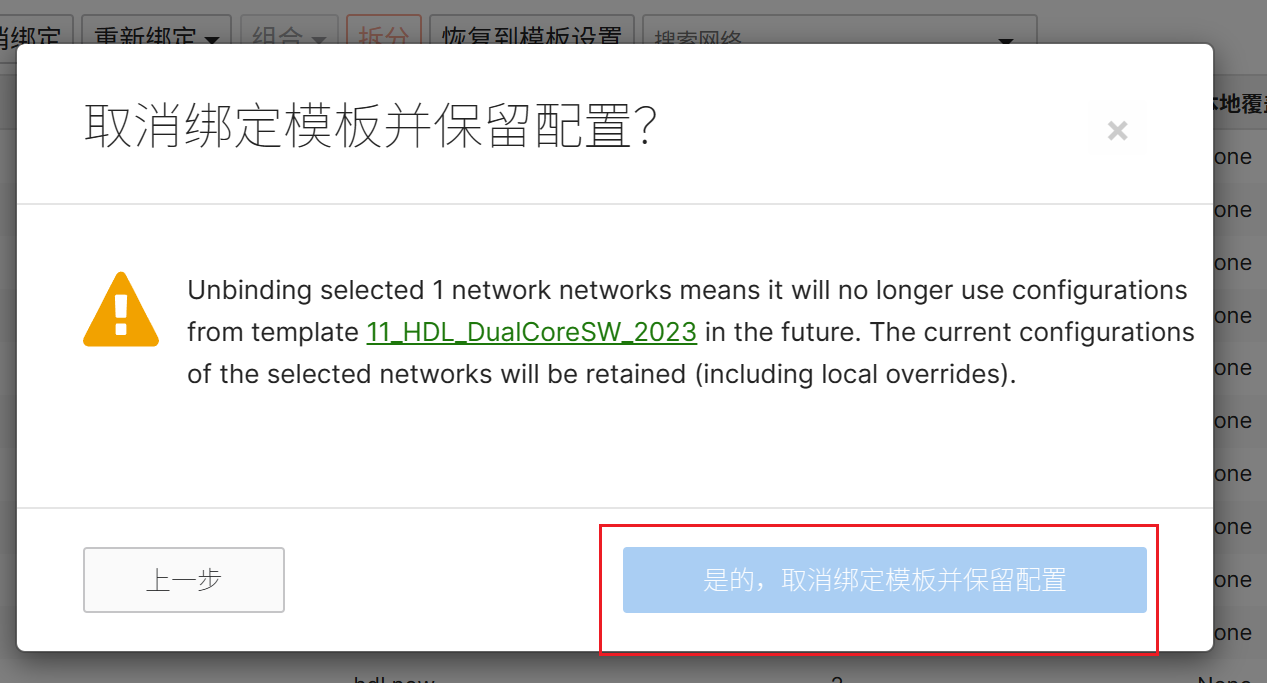 消绑定 重新绑定 组合 拆分 恢复到模板设置 搜索网络
取消绑定模板并保留配置?
本地覆盖
Unbinding selected 1 network networks means it will no longer use configurations
from template 11_HDL_DualCoreSW_2023 in the future. The current configurations
of the selected networks will be retained (including local overrides).
one
one
one
one
one
one
one
one
one
one
上一步
是的，取消绑定模板并保留配置
None